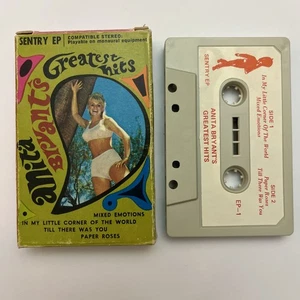 SENTRY EP
COMPATIBLE STEREO
Playable on monaural equipment
Anita
Bryant's
Greatest
hits
MIXED EMOTIONS
IN MY LITTLE CORNER OF THE WORLD
TILL THERE WAS YOU
PAPER ROSES
SENTRY EP
ANITA BRYANT'S
GREATEST HITS
EP-1
SIDE 1
In My Little Corner Of The World
Mixed Emotions
SIDE 2
Paper Roses
Till There Was You